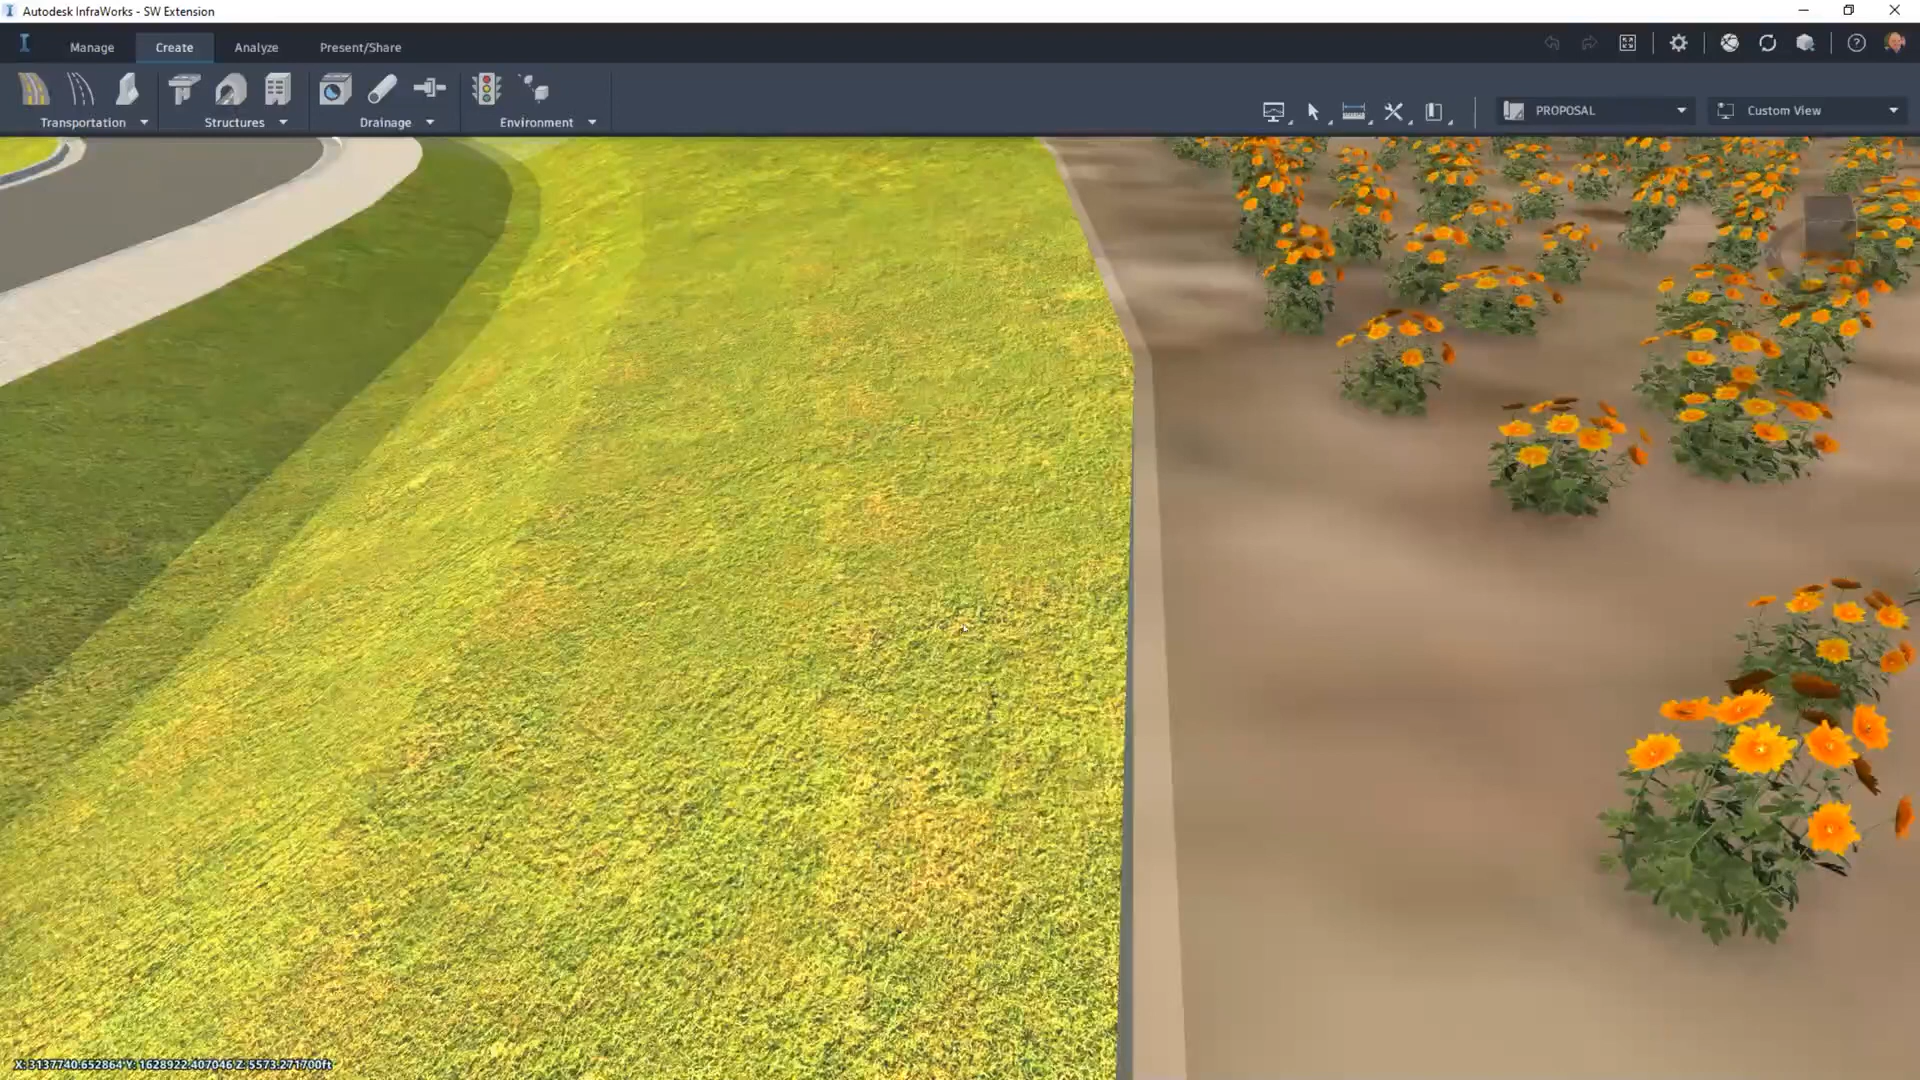 Autodesk InfraWorks - SW Extension
Manage
Create
Analyze
Present/Share
Transportation
Structures
Drainage
Environment
PROPOSAL
Custom View
X: 3137740.652864 Y: 1628922.407046 Z: 5573.271700ft